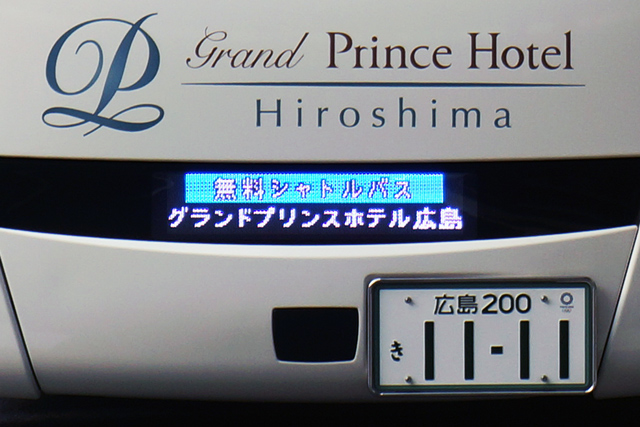 Grand Prince Hotel
Hiroshima
無料シャトルバス
グランドプリンスホテル広島
広島200
き 11-11